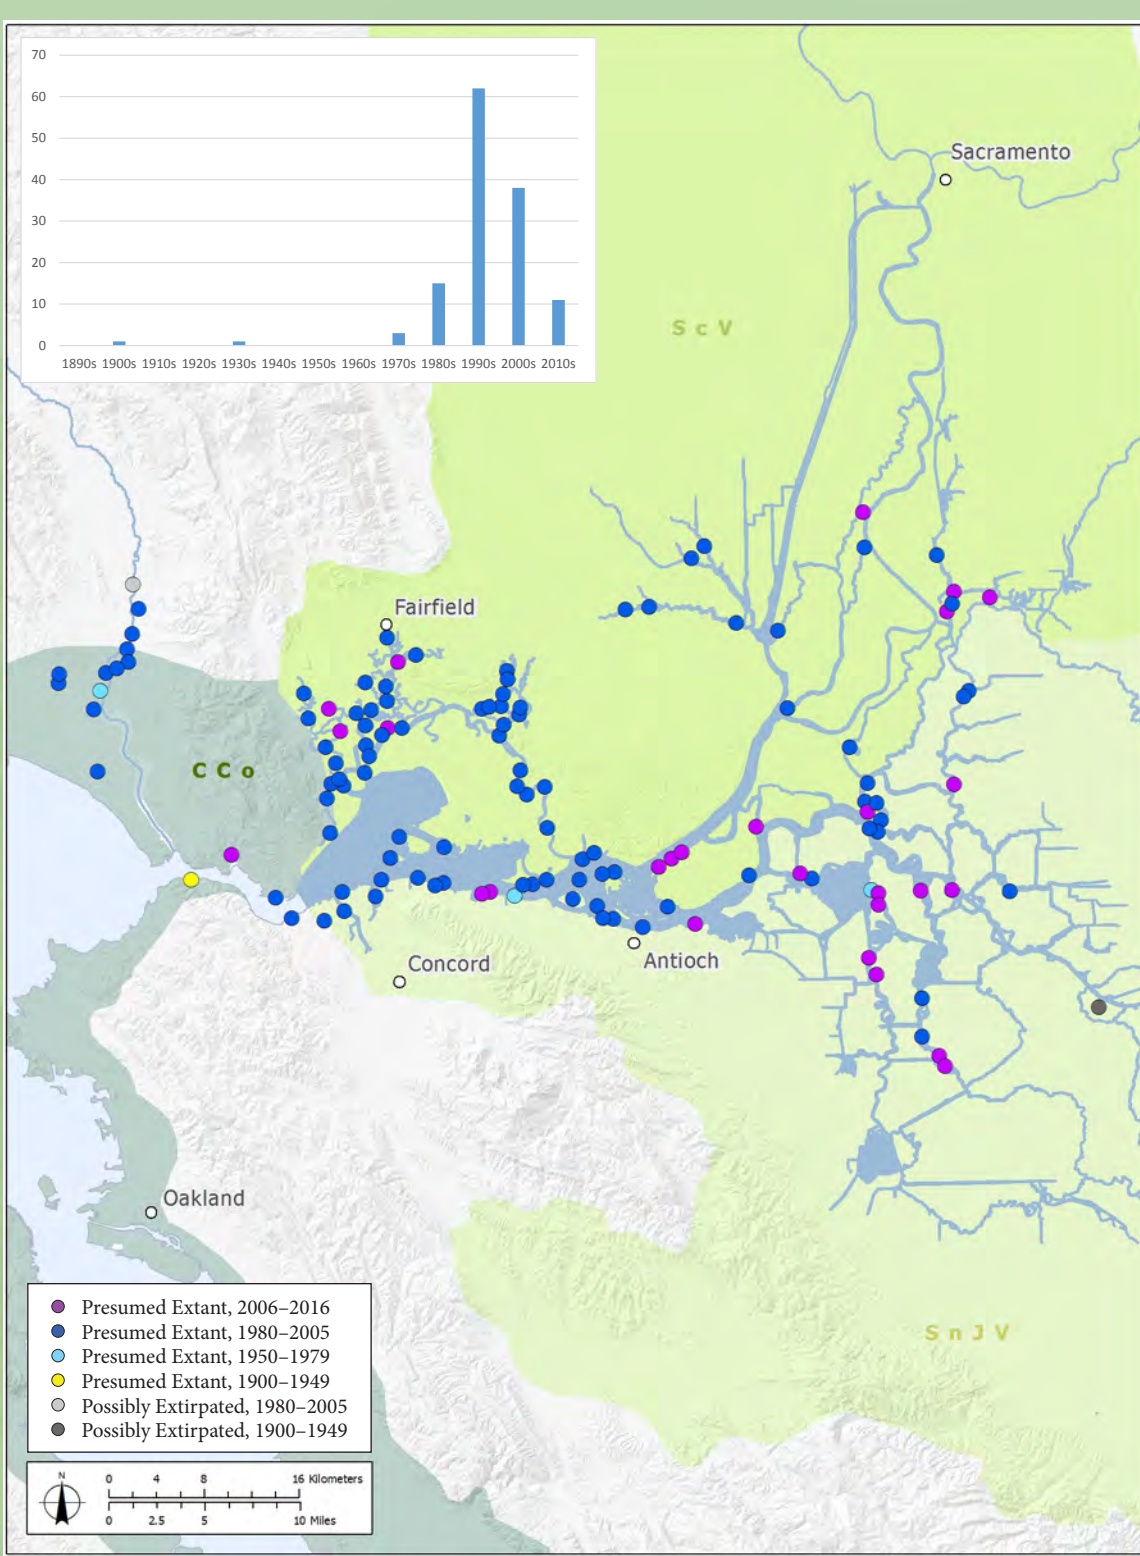 70
60
50
40
30
20
10
0
1890s 1900s 1910s 1920s 1930s 1940s 1950s 1960s 1970s 1980s 1990s 2000s 2010s
Sacramento
S c V
Fairfield
C C o
Concord
Antioch
Oakland
S n J V
Presumed Extant, 2006–2016
Presumed Extant, 1980–2005
Presumed Extant, 1950–1979
Presumed Extant, 1900–1949
Possibly Extirpated, 1980–2005
Possibly Extirpated, 1900–1949
N
0 4 8 16 Kilometers
0 2.5 5 10 Miles